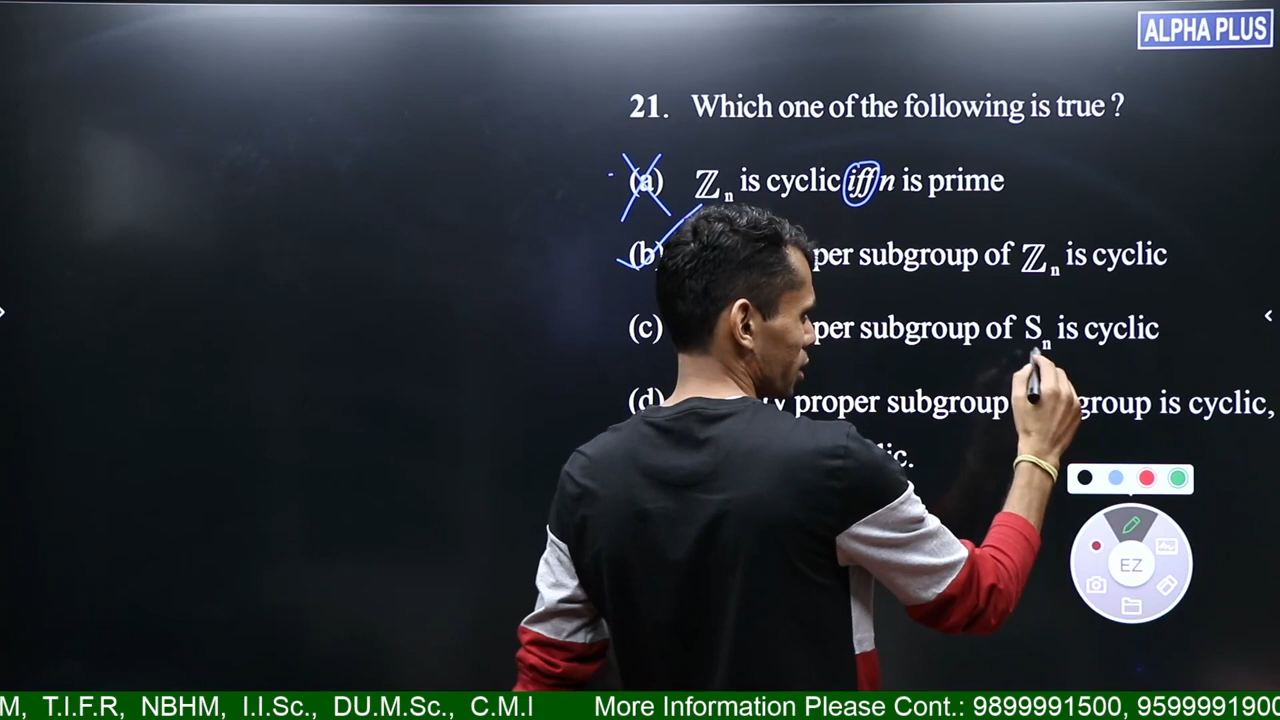 ALPHA PLUS
21. Which one of the following is true ?
(a) ℤn is cyclic iff n is prime
(b) per subgroup of ℤn is cyclic
(c) per subgroup of Sn is cyclic
(d) y proper subgroup group is cyclic,
lic.
EZ
M, T.I.F.R, NBHM, I.I.Sc., DU.M.Sc., C.M.I More Information Please Cont.: 9899991500, 9599991900